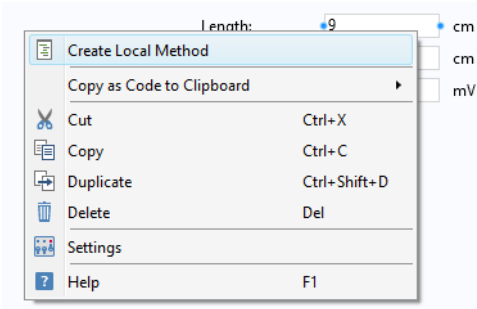 Length: 9 cm
Create Local Method
cm
Copy as Code to Clipboard
mV
Cut Ctrl+X
Copy Ctrl+C
Duplicate Ctrl+Shift+D
Delete Del
Settings
? Help F1